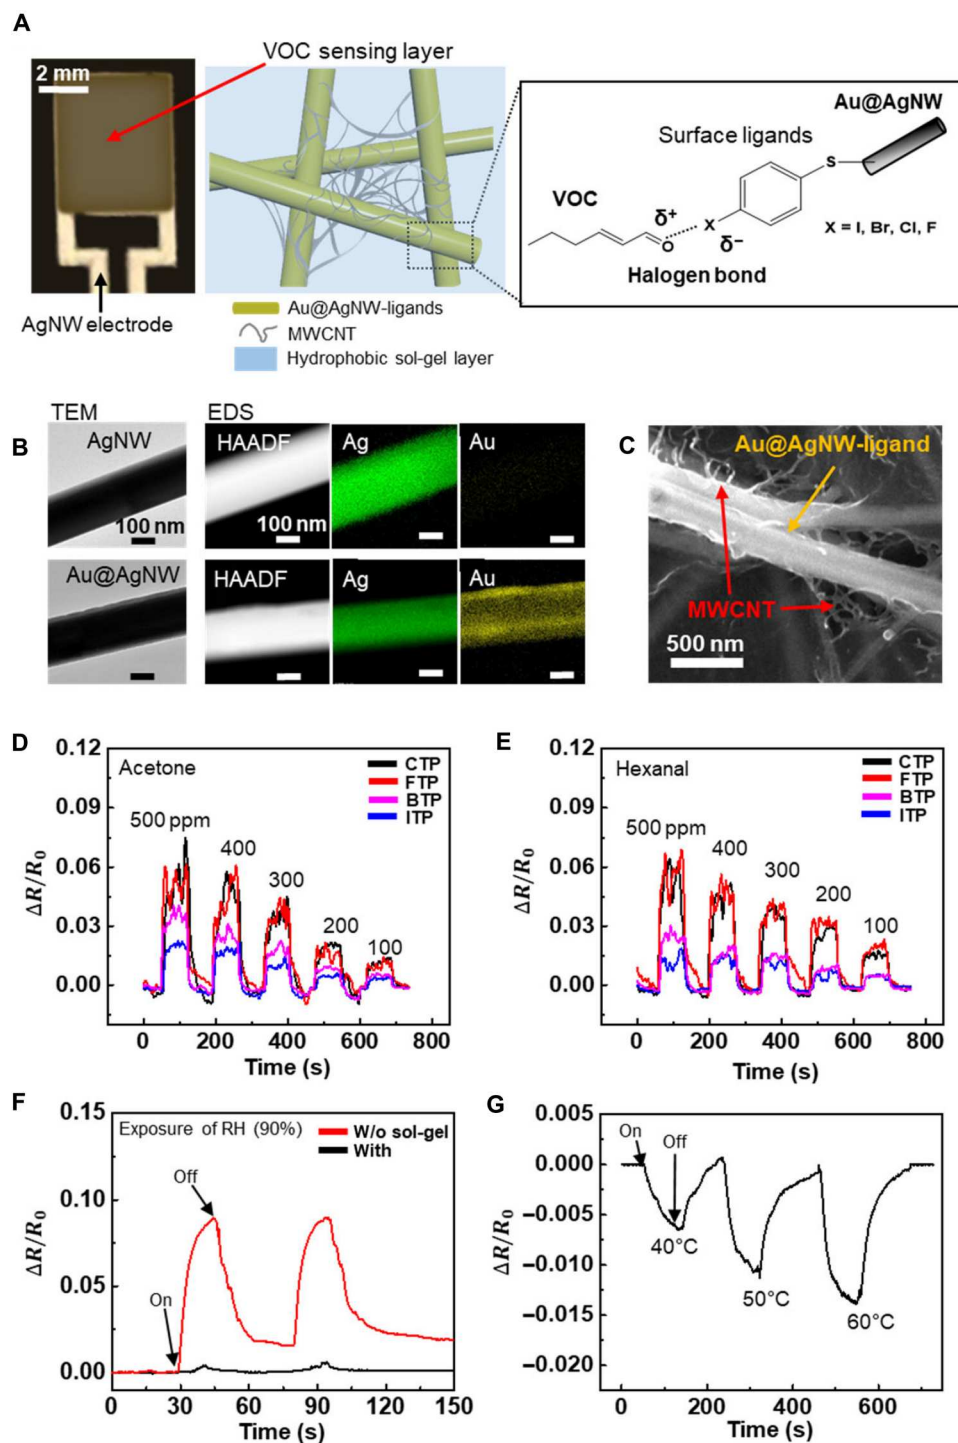 A
VOC sensing layer
2 mm
AgNW electrode
Au@AgNW-ligands
MWCNT
Hydrophobic sol-gel layer
Au@AgNW
Surface ligands
S
VOC
δ+
X
O
δ−
X = I, Br, Cl, F
Halogen bond
B
TEM
EDS
AgNW
HAADF
Ag
Au
100 nm
100 nm
Au@AgNW
HAADF
Ag
Au
C
Au@AgNW-ligand
MWCNT
500 nm
D
Acetone
CTP
FTP
BTP
ITP
500 ppm
400
300
200
100
0.12
0.09
0.06
0.03
0.00
ΔR/R0
0 200 400 600 800
Time (s)
E
Hexanal
CTP
FTP
BTP
ITP
500 ppm
400
300
200
100
0.12
0.09
0.06
0.03
0.00
ΔR/R0
0 200 400 600 800
Time (s)
F
Exposure of RH (90%)
W/o sol-gel
With
Off
On
0.15
0.10
0.05
0.00
ΔR/R0
0 30 60 90 120 150
Time (s)
G
On
Off
40°C
50°C
60°C
0.005
0.000
−0.005
−0.010
−0.015
−0.020
ΔR/R0
0 200 400 600
Time (s)